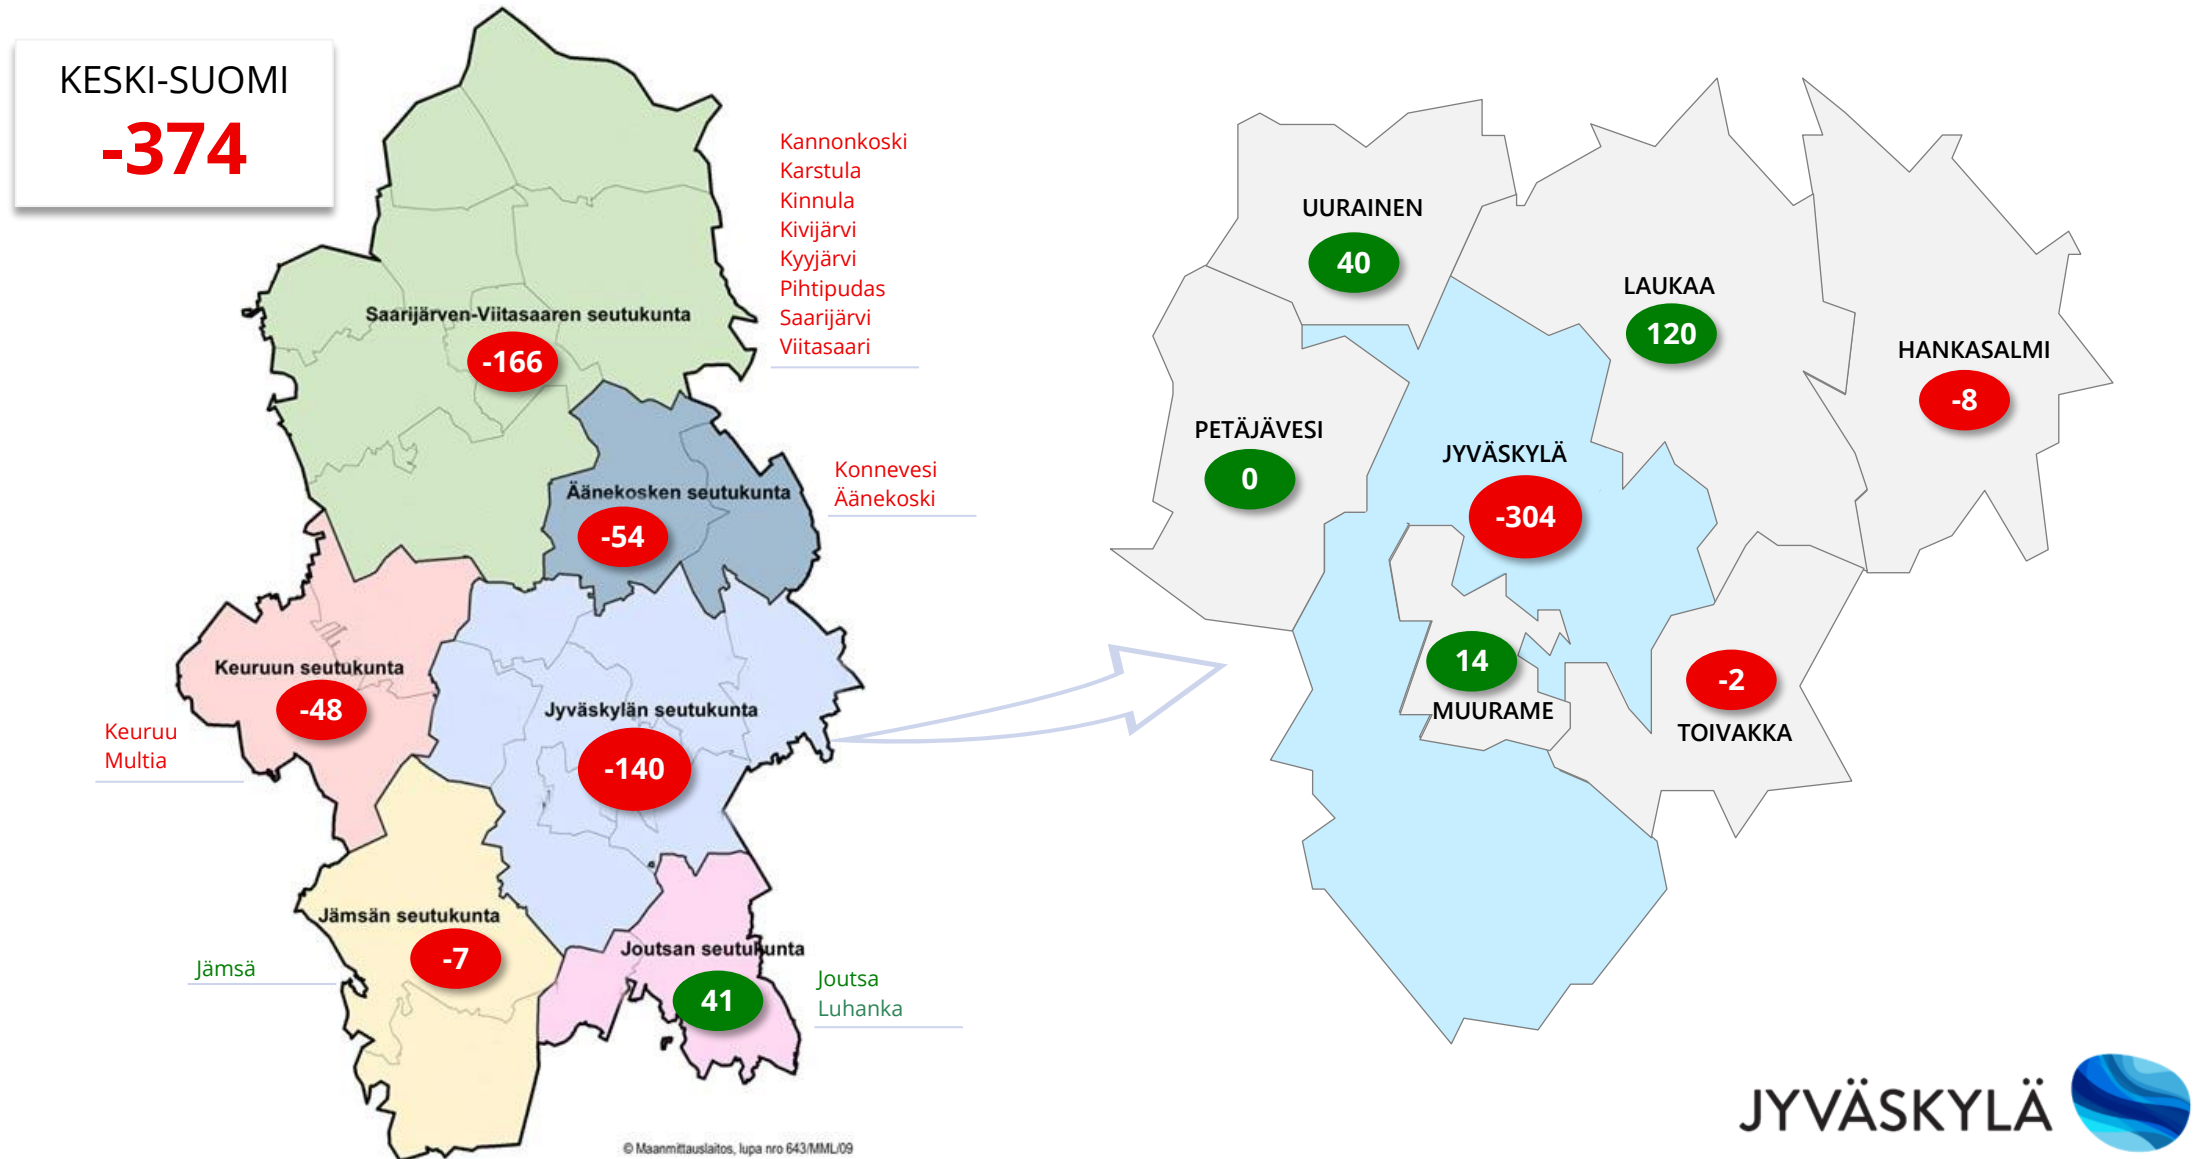 KESKI-SUOMI
-374
Kannonkoski
Karstula
Kinnula
Kivijärvi
Kyyjärvi
Pihtipudas
Saarijärvi
Viitasaari
Saarijärven-Viitasaaren seutukunta
-166
Konnevesi
Äänekoski
Äänekosken seutukunta
-54
Keuruun seutukunta
-48
Keuruu
Multia
Jyväskylän seutukunta
-140
Jämsän seutukunta
-7
Jämsä
Joutsan seutukunta
41
Joutsa
Luhanka
© Maanmittauslaitos, lupa nro 643/MML/09
UURAINEN
40
LAUKAA
120
HANKASALMI
-8
PETÄJÄVESI
0
JYVÄSKYLÄ
-304
14
MUURAME
-2
TOIVAKKA
JYVÄSKYLÄ